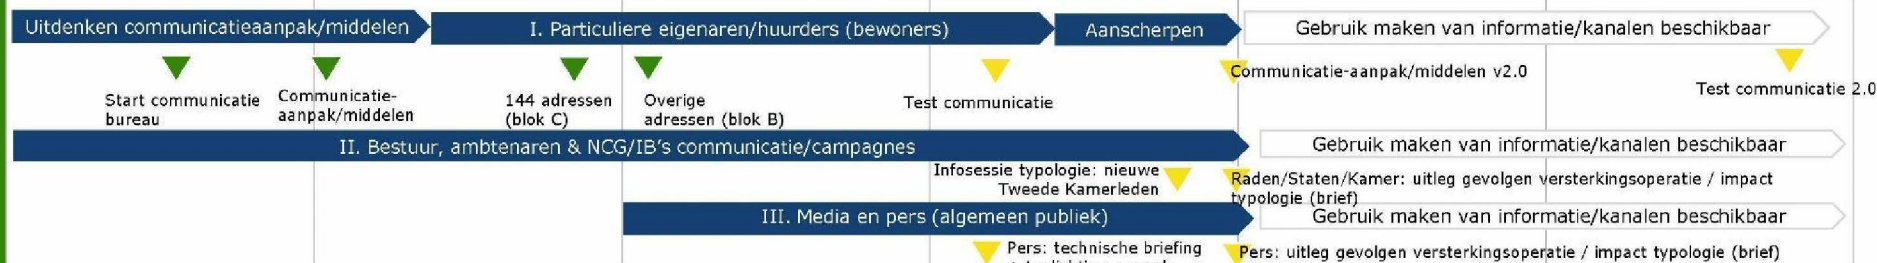 Uitdenken communicatieaanpak/middelen
I. Particuliere eigenaren/huurders (bewoners)
Aanscherpen
Gebruik maken van informatie/kanalen beschikbaar
Start communicatie
bureau
Communicatie-
aanpak/middelen
144 adressen
(blok C)
Overige
adressen (blok B)
Test communicatie
Communicatie-aanpak/middelen v2.0
Test communicatie 2.0
II. Bestuur, ambtenaren & NCG/IB's communicatie/campagnes
Gebruik maken van informatie/kanalen beschikbaar
Infosessie typologie: nieuwe
Tweede Kamerleden
Raden/Staten/Kamer: uitleg gevolgen versterkingsoperatie / impact
typologie (brief)
III. Media en pers (algemeen publiek)
Gebruik maken van informatie/kanalen beschikbaar
Pers: technische briefing
Pers: uitleg gevolgen versterkingsoperatie / impact typologie (brief)